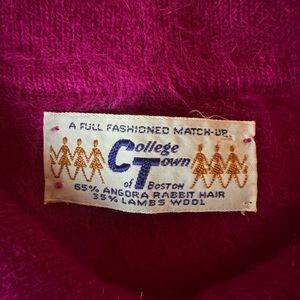 A FULL FASHIONED MATCH-UP
College
Town
of BOSTON
65% ANGORA RABBIT HAIR
35% LAMBS WOOL